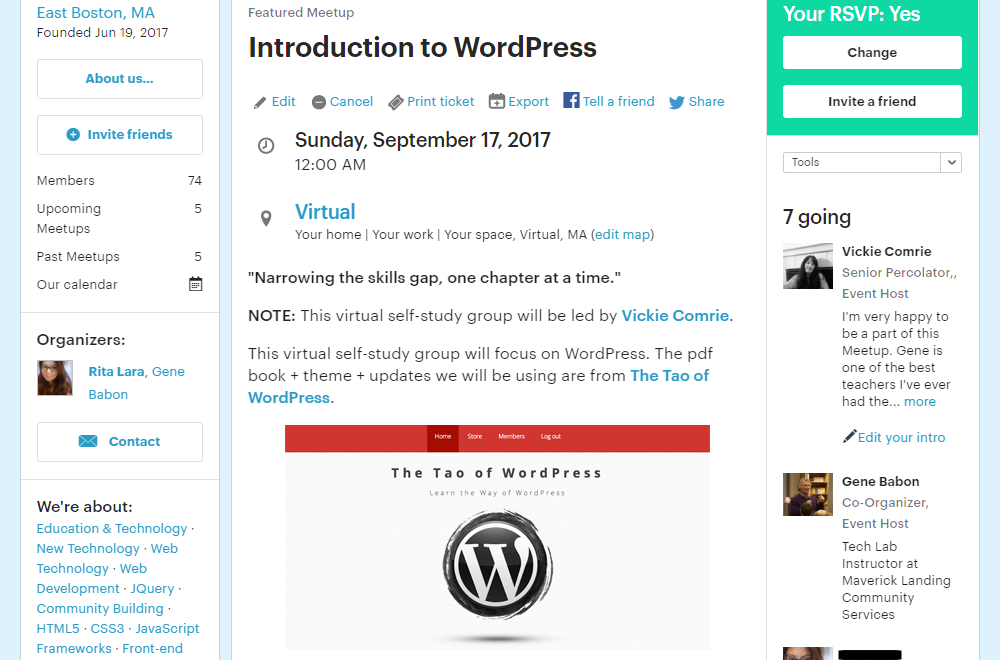 East Boston, MA
Founded Jun 19, 2017
About us...
Invite friends
Members 74
Upcoming 5
Meetups
Past Meetups 5
Our calendar
Organizers:
Rita Lara, Gene
Babon
Contact
We're about:
Education & Technology ·
New Technology · Web
Technology · Web
Development · JQuery ·
Community Building ·
HTML5 · CSS3 · JavaScript
Frameworks · Front-end
Featured Meetup
Introduction to WordPress
Edit Cancel Print ticket Export Tell a friend Share
Sunday, September 17, 2017
12:00 AM
Virtual
Your home | Your work | Your space, Virtual, MA (edit map)
"Narrowing the skills gap, one chapter at a time."
NOTE: This virtual self-study group will be led by Vickie Comrie.
This virtual self-study group will focus on WordPress. The pdf
book + theme + updates we will be using are from The Tao of
WordPress.
Home Store Members Log out
The Tao of WordPress
Learn the Way of WordPress
Your RSVP: Yes
Change
Invite a friend
Tools
7 going
Vickie Comrie
Senior Percolator,,
Event Host
I'm very happy to
be a part of this
Meetup. Gene is
one of the best
teachers I've ever
had the... more
Edit your intro
Gene Babon
Co-Organizer,
Event Host
Tech Lab
Instructor at
Maverick Landing
Community
Services